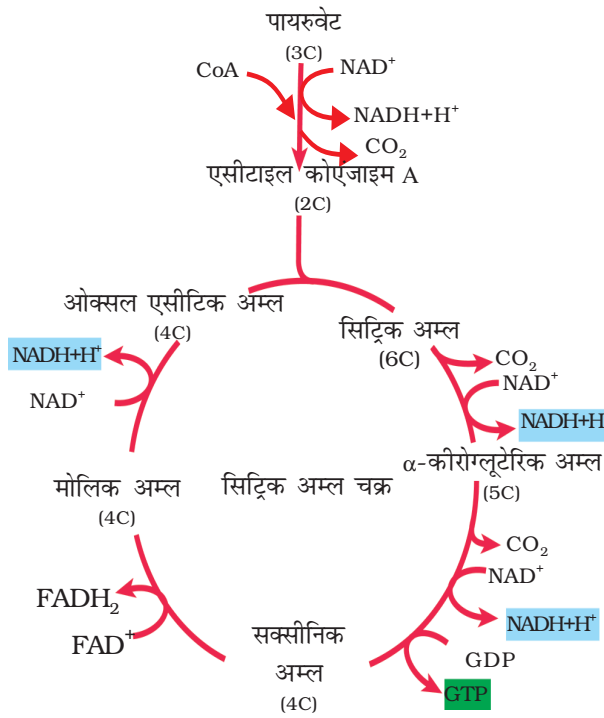 पायरुवेट
(3C)
CoA
NAD⁺
NADH+H⁺
CO₂
एसीटाइल कोएंजाइम A
(2C)
ओक्सल एसीटिक अम्ल
(4C)
सिट्रिक अम्ल
(6C)
NADH+H⁺
CO₂
NAD⁺
NAD⁺
NADH+H
α-कीरोग्लूटेरिक अम्ल
(5C)
मोलिक अम्ल
(4C)
सिट्रिक अम्ल चक्र
CO₂
NAD⁺
FADH₂
NADH+H⁺
FAD⁺
सक्सीनिक
अम्ल
(4C)
GDP
GTP